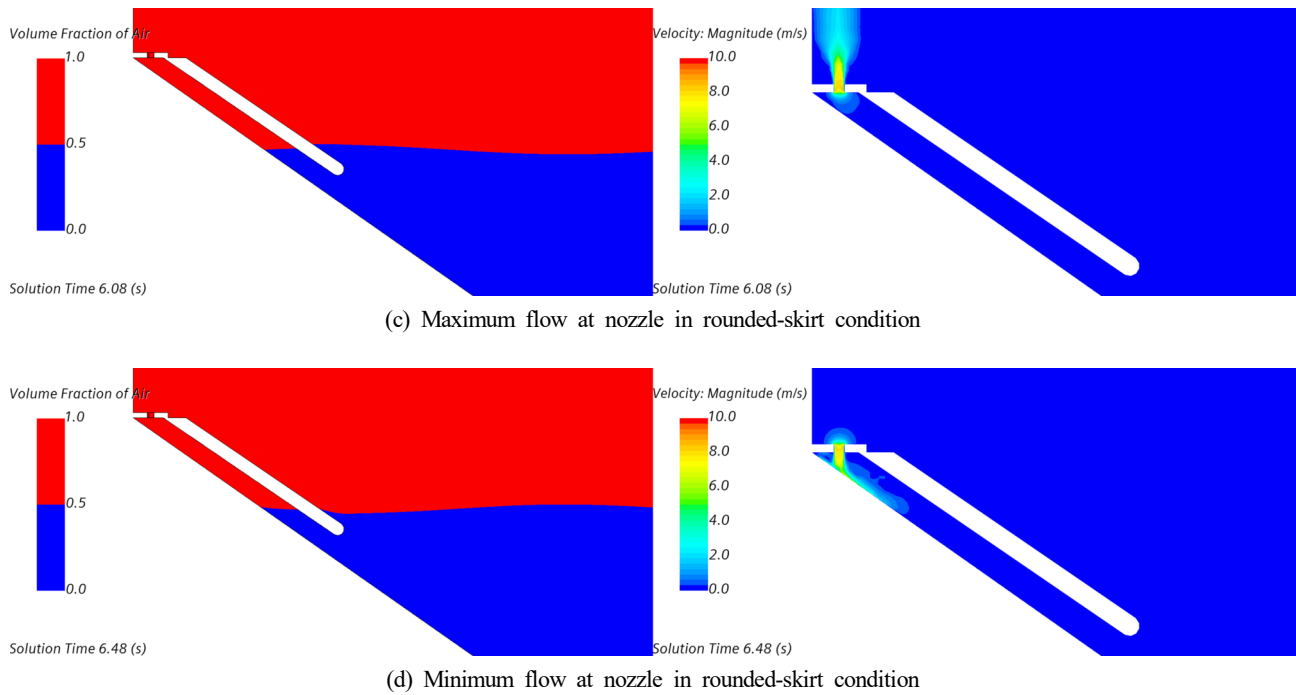 Volume Fraction of Air
1.0
0.5
0.0
Solution Time 6.08 (s)
Velocity: Magnitude (m/s)
10.0
8.0
6.0
4.0
2.0
0.0
Solution Time 6.08 (s)
(c) Maximum flow at nozzle in rounded-skirt condition
Volume Fraction of Air
1.0
0.5
0.0
Solution Time 6.48 (s)
Velocity: Magnitude (m/s)
10.0
8.0
6.0
4.0
2.0
0.0
Solution Time 6.48 (s)
(d) Minimum flow at nozzle in rounded-skirt condition